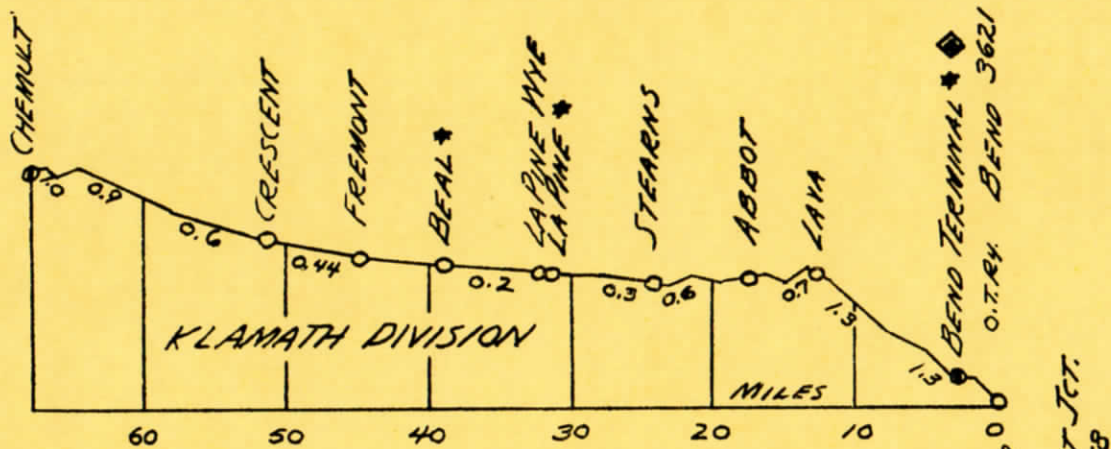 CHEMULT
CRESCENT
FREMONT
BEAL *
LA PINE WYE
LA PINE *
STEARNS
ABBOT
LAVA
BEND TERMINAL * ◈
O.T.RY. BEND 3621
1.0
0.9
0.6
0.44
0.2
0.3
0.6
0.7
1.3
1.3
KLAMATH DIVISION
MILES
60 50 40 30 20 10 0
T JCT.